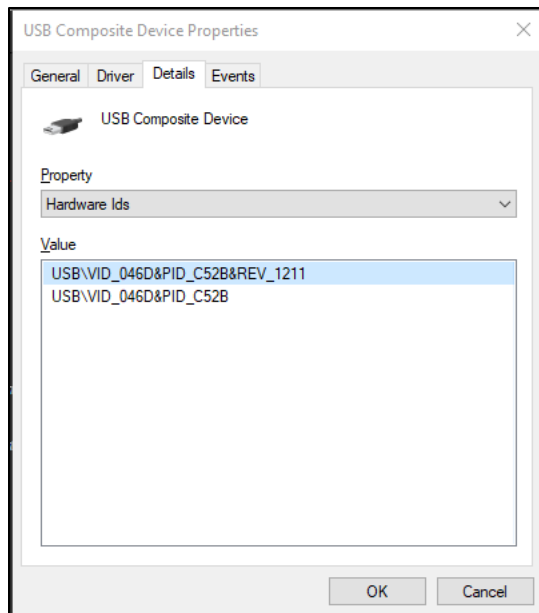 USB Composite Device Properties
General Driver Details Events
USB Composite Device
Property
Hardware Ids
Value
USB\VID_046D&PID_C52B&REV_1211
USB\VID_046D&PID_C52B
OK Cancel